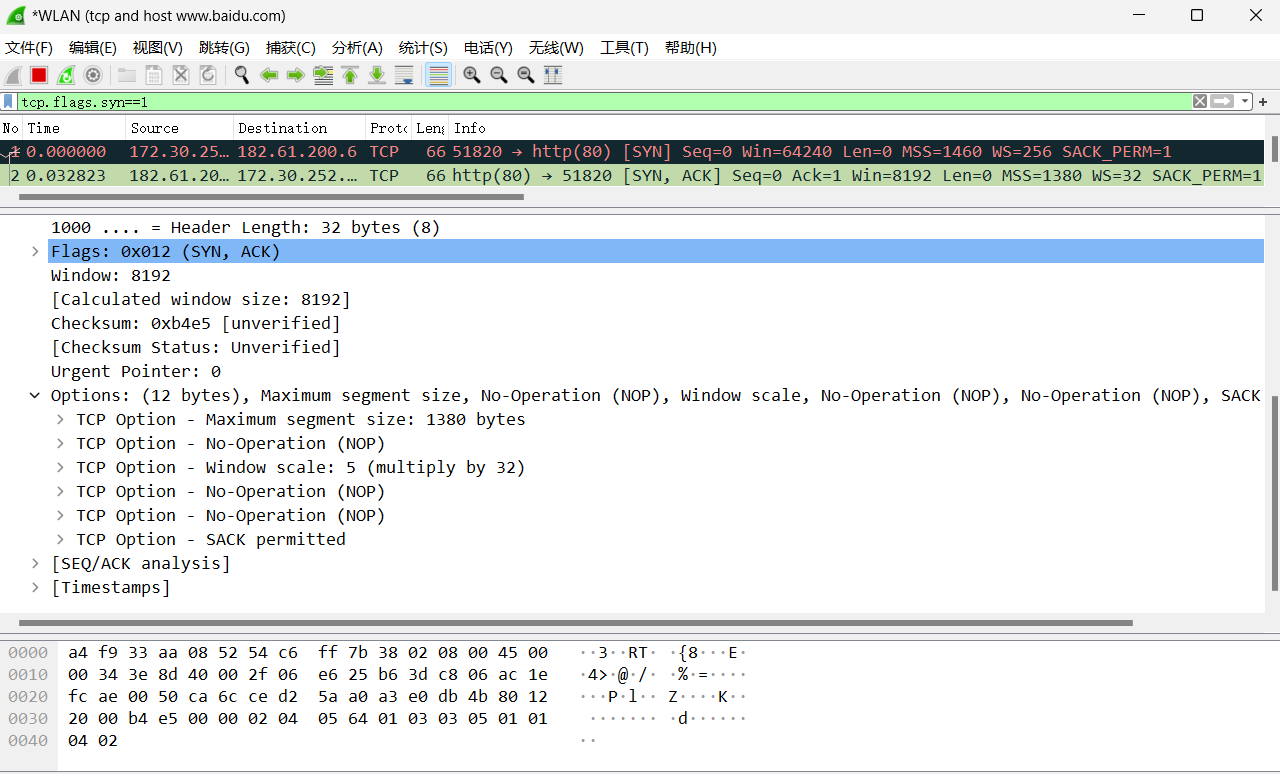 *WLAN (tcp and host www.baidu.com)
文件(F) 编辑(E) 视图(V) 跳转(G) 捕获(C) 分析(A) 统计(S) 电话(Y) 无线(W) 工具(T) 帮助(H)
tcp.flags.syn==1
No Time Source Destination Proto Leng Info
1 0.000000 172.30.25… 182.61.200.6 TCP 66 51820 → http(80) [SYN] Seq=0 Win=64240 Len=0 MSS=1460 WS=256 SACK_PERM=1
2 0.032823 182.61.20… 172.30.252.… TCP 66 http(80) → 51820 [SYN, ACK] Seq=0 Ack=1 Win=8192 Len=0 MSS=1380 WS=32 SACK_PERM=1
1000 .... = Header Length: 32 bytes (8)
Flags: 0x012 (SYN, ACK)
Window: 8192
[Calculated window size: 8192]
Checksum: 0xb4e5 [unverified]
[Checksum Status: Unverified]
Urgent Pointer: 0
Options: (12 bytes), Maximum segment size, No-Operation (NOP), Window scale, No-Operation (NOP), No-Operation (NOP), SACK
TCP Option - Maximum segment size: 1380 bytes
TCP Option - No-Operation (NOP)
TCP Option - Window scale: 5 (multiply by 32)
TCP Option - No-Operation (NOP)
TCP Option - No-Operation (NOP)
TCP Option - SACK permitted
[SEQ/ACK analysis]
[Timestamps]
0000 a4 f9 33 aa 08 52 54 c6 ff 7b 38 02 08 00 45 00 ··3··RT· ·{8···E·
0010 00 34 3e 8d 40 00 2f 06 e6 25 b6 3d c8 06 ac 1e ·4>·@·/· ·%·=····
0020 fc ae 00 50 ca 6c ce d2 5a a0 a3 e0 db 4b 80 12 ···P·l·· Z····K··
0030 20 00 b4 e5 00 00 02 04 05 64 01 03 03 05 01 01 ······· ·d······
0040 04 02 ··